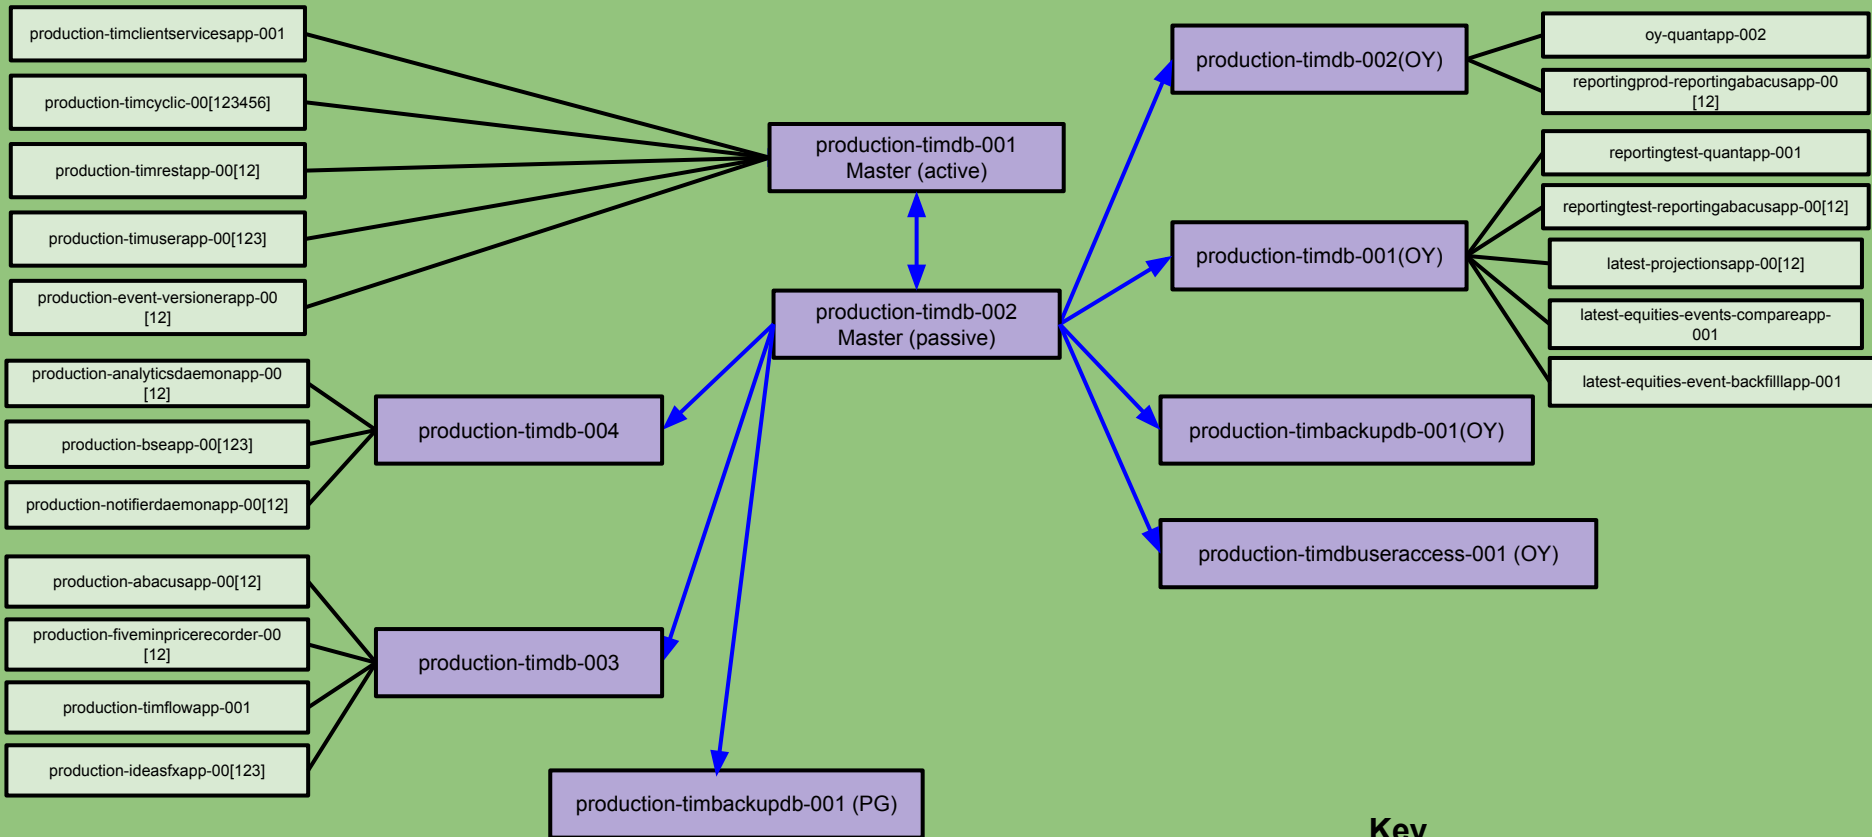 production-timclientservicesapp-001
production-timcyclic-00[123456]
production-timrestapp-00[12]
production-timuserapp-00[123]
production-event-versionerapp-00
[12]
production-analyticsdaemonapp-00
[12]
production-bseapp-00[123]
production-notifierdaemonapp-00[12]
production-abacusapp-00[12]
production-fiveminpricerecorder-00
[12]
production-timflowapp-001
production-ideasfxapp-00[123]
production-timdb-001
Master (active)
production-timdb-002
Master (passive)
production-timdb-004
production-timdb-003
production-timbackupdb-001 (PG)
production-timdb-002(OY)
production-timdb-001(OY)
production-timbackupdb-001(OY)
production-timdbuseraccess-001 (OY)
oy-quantapp-002
reportingprod-reportingabacusapp-00
[12]
reportingtest-quantapp-001
reportingtest-reportingabacusapp-00[12]
latest-projectionsapp-00[12]
latest-equities-events-compareapp-
001
latest-equities-event-backfilllapp-001
Key